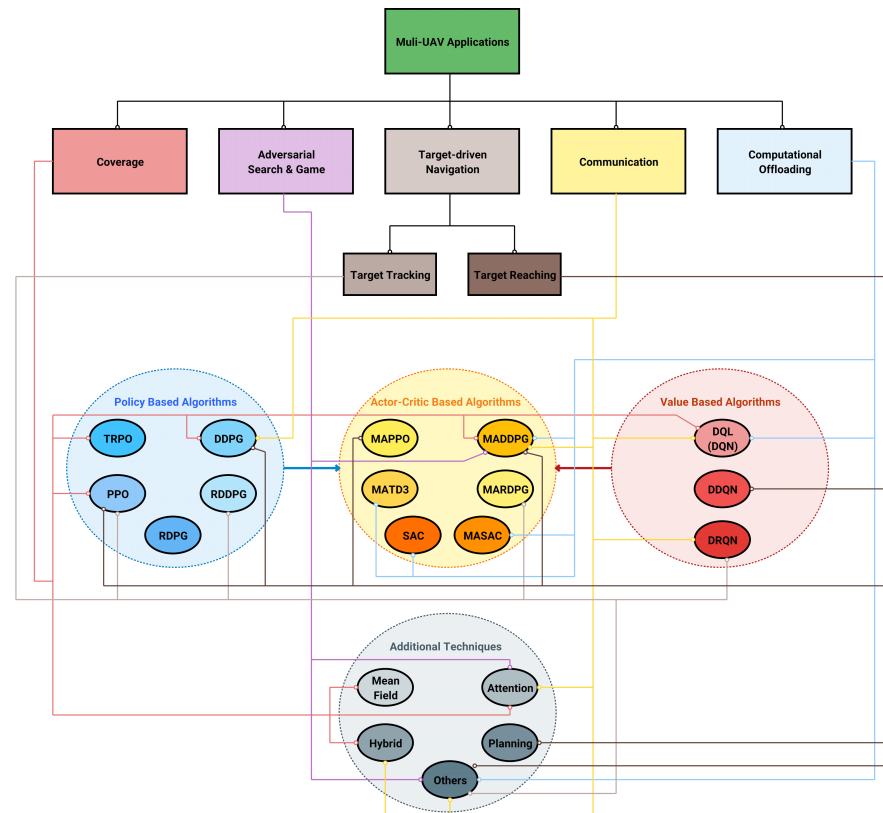 Muli-UAV Applications
Coverage
Adversarial
Search & Game
Target-driven
Navigation
Communication
Computational
Offloading
Target Tracking
Target Reaching
Policy Based Algorithms
Actor-Critic Based Algorithms
Value Based Algorithms
TRPO
DDPG
MAPPO
MADDPG
DQL
(DQN)
PPO
RDDPG
MATD3
MARDPG
DDQN
RDPG
SAC
MASAC
DRQN
Additional Techniques
Mean
Field
Attention
Hybrid
Planning
Others